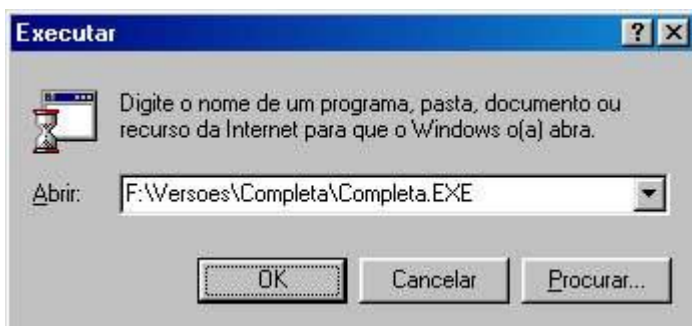 Executar
Digite o nome de um programa, pasta, documento ou
recurso da Internet para que o Windows o(a) abra.
Abrir: F:\Versoes\Completa\Completa.EXE
OK Cancelar Procurar...